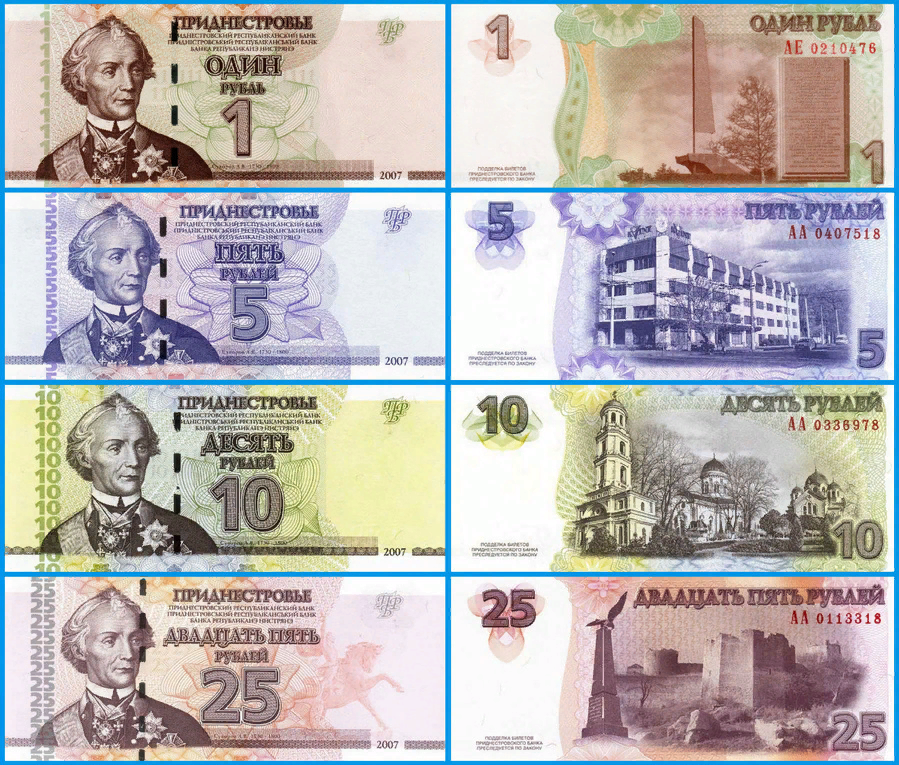 ПРИДНЕСТРОВЬЕ
ПРИДНЕСТРОВСКИЙ РЕСПУБЛИКАНСКИЙ БАНК
ПРИДНІСТРОВСЬКИЙ РЕСПУБЛІКАНСЬКИЙ БАНК
БАНКА РЕПУБЛИКАНЭ НИСТРЯНЭ
ОДИН
РУБЛЬ
1
Суворов А.В. 1730 - 1800
2007
1
ОДИН РУБЛЬ
АЕ 0210476
ПОДДЕЛКА БИЛЕТОВ
ПРИДНЕСТРОВСКОГО БАНКА
ПРЕСЛЕДУЕТСЯ ПО ЗАКОНУ
1
ПРИДНЕСТРОВЬЕ
ПРИДНЕСТРОВСКИЙ РЕСПУБЛИКАНСКИЙ БАНК
ПРИДНІСТРОВСЬКИЙ РЕСПУБЛІКАНСЬКИЙ БАНК
БАНКА РЕПУБЛИКАНЭ НИСТРЯНЭ
ПЯТЬ
РУБЛЕЙ
5
Суворов А.В. 1730 - 1800
2007
5
ПЯТЬ РУБЛЕЙ
АА 0407518
KVINT
ПОДДЕЛКА БИЛЕТОВ
ПРИДНЕСТРОВСКОГО БАНКА
ПРЕСЛЕДУЕТСЯ ПО ЗАКОНУ
5
ПРИДНЕСТРОВЬЕ
ПРИДНЕСТРОВСКИЙ РЕСПУБЛИКАНСКИЙ БАНК
ПРИДНІСТРОВСЬКИЙ РЕСПУБЛІКАНСЬКИЙ БАНК
БАНКА РЕПУБЛИКАНЭ НИСТРЯНЭ
ДЕСЯТЬ
РУБЛЕЙ
10
Суворов А.В. 1730 - 1800
2007
10
ДЕСЯТЬ РУБЛЕЙ
АА 0336978
ПОДДЕЛКА БИЛЕТОВ
ПРИДНЕСТРОВСКОГО БАНКА
ПРЕСЛЕДУЕТСЯ ПО ЗАКОНУ
10
ПРИДНЕСТРОВЬЕ
ПРИДНЕСТРОВСКИЙ РЕСПУБЛИКАНСКИЙ БАНК
ПРИДНІСТРОВСЬКИЙ РЕСПУБЛІКАНСЬКИЙ БАНК
БАНКА РЕПУБЛИКАНЭ НИСТРЯНЭ
ДВАДЦАТЬ ПЯТЬ
РУБЛЕЙ
25
Суворов А.В. 1730 - 1800
2007
25
ДВАДЦАТЬ ПЯТЬ РУБЛЕЙ
АА 0113318
ПОДДЕЛКА БИЛЕТОВ
ПРИДНЕСТРОВСКОГО БАНКА
ПРЕСЛЕДУЕТСЯ ПО ЗАКОНУ
25